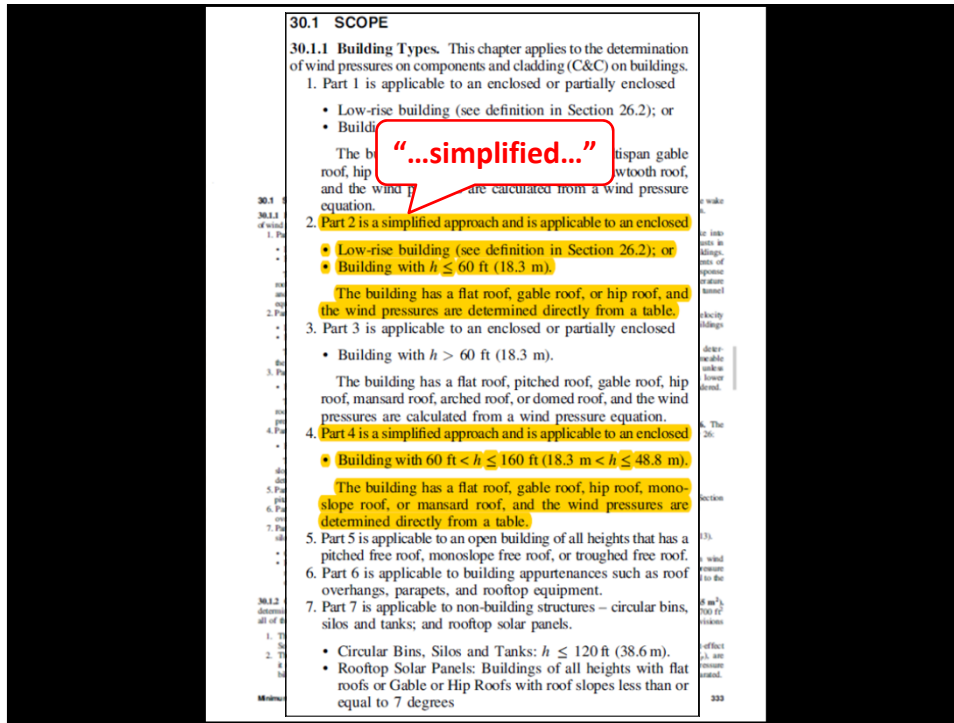 30.1 SCOPE
30.1.1 Building Types. This chapter applies to the determination
of wind pressures on components and cladding (C&C) on buildings.
1. Part 1 is applicable to an enclosed or partially enclosed
• Low-rise building (see definition in Section 26.2); or
• Buildi
“…simplified…”
The b tispan gable
roof, hip wtooth roof,
and the wind p are calculated from a wind pressure
equation.
2. Part 2 is a simplified approach and is applicable to an enclosed
• Low-rise building (see definition in Section 26.2); or
• Building with h ≤ 60 ft (18.3 m).
The building has a flat roof, gable roof, or hip roof, and
the wind pressures are determined directly from a table.
3. Part 3 is applicable to an enclosed or partially enclosed
• Building with h > 60 ft (18.3 m).
The building has a flat roof, pitched roof, gable roof, hip
roof, mansard roof, arched roof, or domed roof, and the wind
pressures are calculated from a wind pressure equation.
4. Part 4 is a simplified approach and is applicable to an enclosed
• Building with 60 ft < h ≤ 160 ft (18.3 m < h ≤ 48.8 m).
The building has a flat roof, gable roof, hip roof, mono-
slope roof, or mansard roof, and the wind pressures are
determined directly from a table.
5. Part 5 is applicable to an open building of all heights that has a
pitched free roof, monoslope free roof, or troughed free roof.
6. Part 6 is applicable to building appurtenances such as roof
overhangs, parapets, and rooftop equipment.
7. Part 7 is applicable to non-building structures – circular bins,
silos and tanks; and rooftop solar panels.
• Circular Bins, Silos and Tanks: h ≤ 120 ft (38.6 m).
• Rooftop Solar Panels: Buildings of all heights with flat
roofs or Gable or Hip Roofs with roof slopes less than or
equal to 7 degrees
333